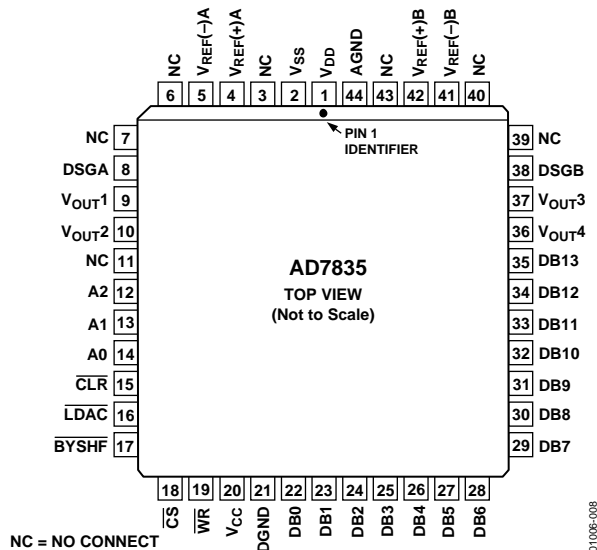 NC
VREF(–)A
VREF(+)A
NC
VSS
VDD
AGND
NC
VREF(+)B
VREF(–)B
NC
6 5 4 3 2 1 44 43 42 41 40
PIN 1
IDENTIFIER
NC 7
DSGA 8
VOUT1 9
VOUT2 10
NC 11
A2 12
A1 13
A0 14
CLR 15
LDAC 16
BYSHF 17
AD7835
TOP VIEW
(Not to Scale)
39 NC
38 DSGB
37 VOUT3
36 VOUT4
35 DB13
34 DB12
33 DB11
32 DB10
31 DB9
30 DB8
29 DB7
18 19 20 21 22 23 24 25 26 27 28
CS
WR
VCC
DGND
DB0
DB1
DB2
DB3
DB4
DB5
DB6
NC = NO CONNECT
01006-008